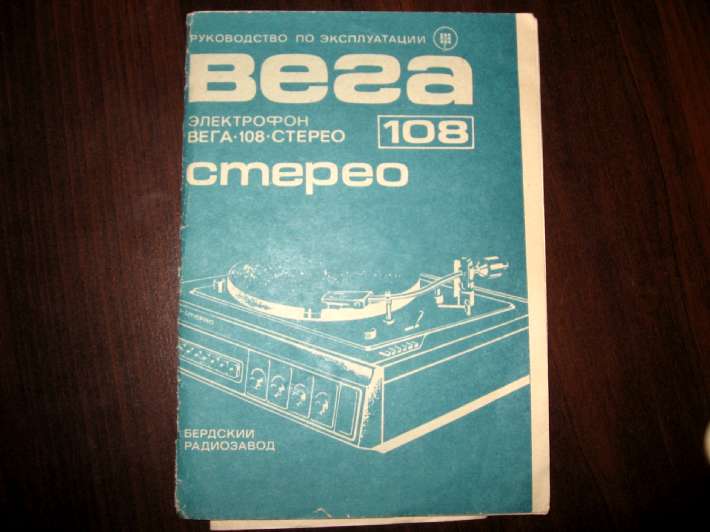 РУКОВОДСТВО ПО ЭКСПЛУАТАЦИИ
Вега
ЭЛЕКТРОФОН
ВЕГА·108·СТЕРЕО
108
стерео
БЕРДСКИЙ
РАДИОЗАВОД